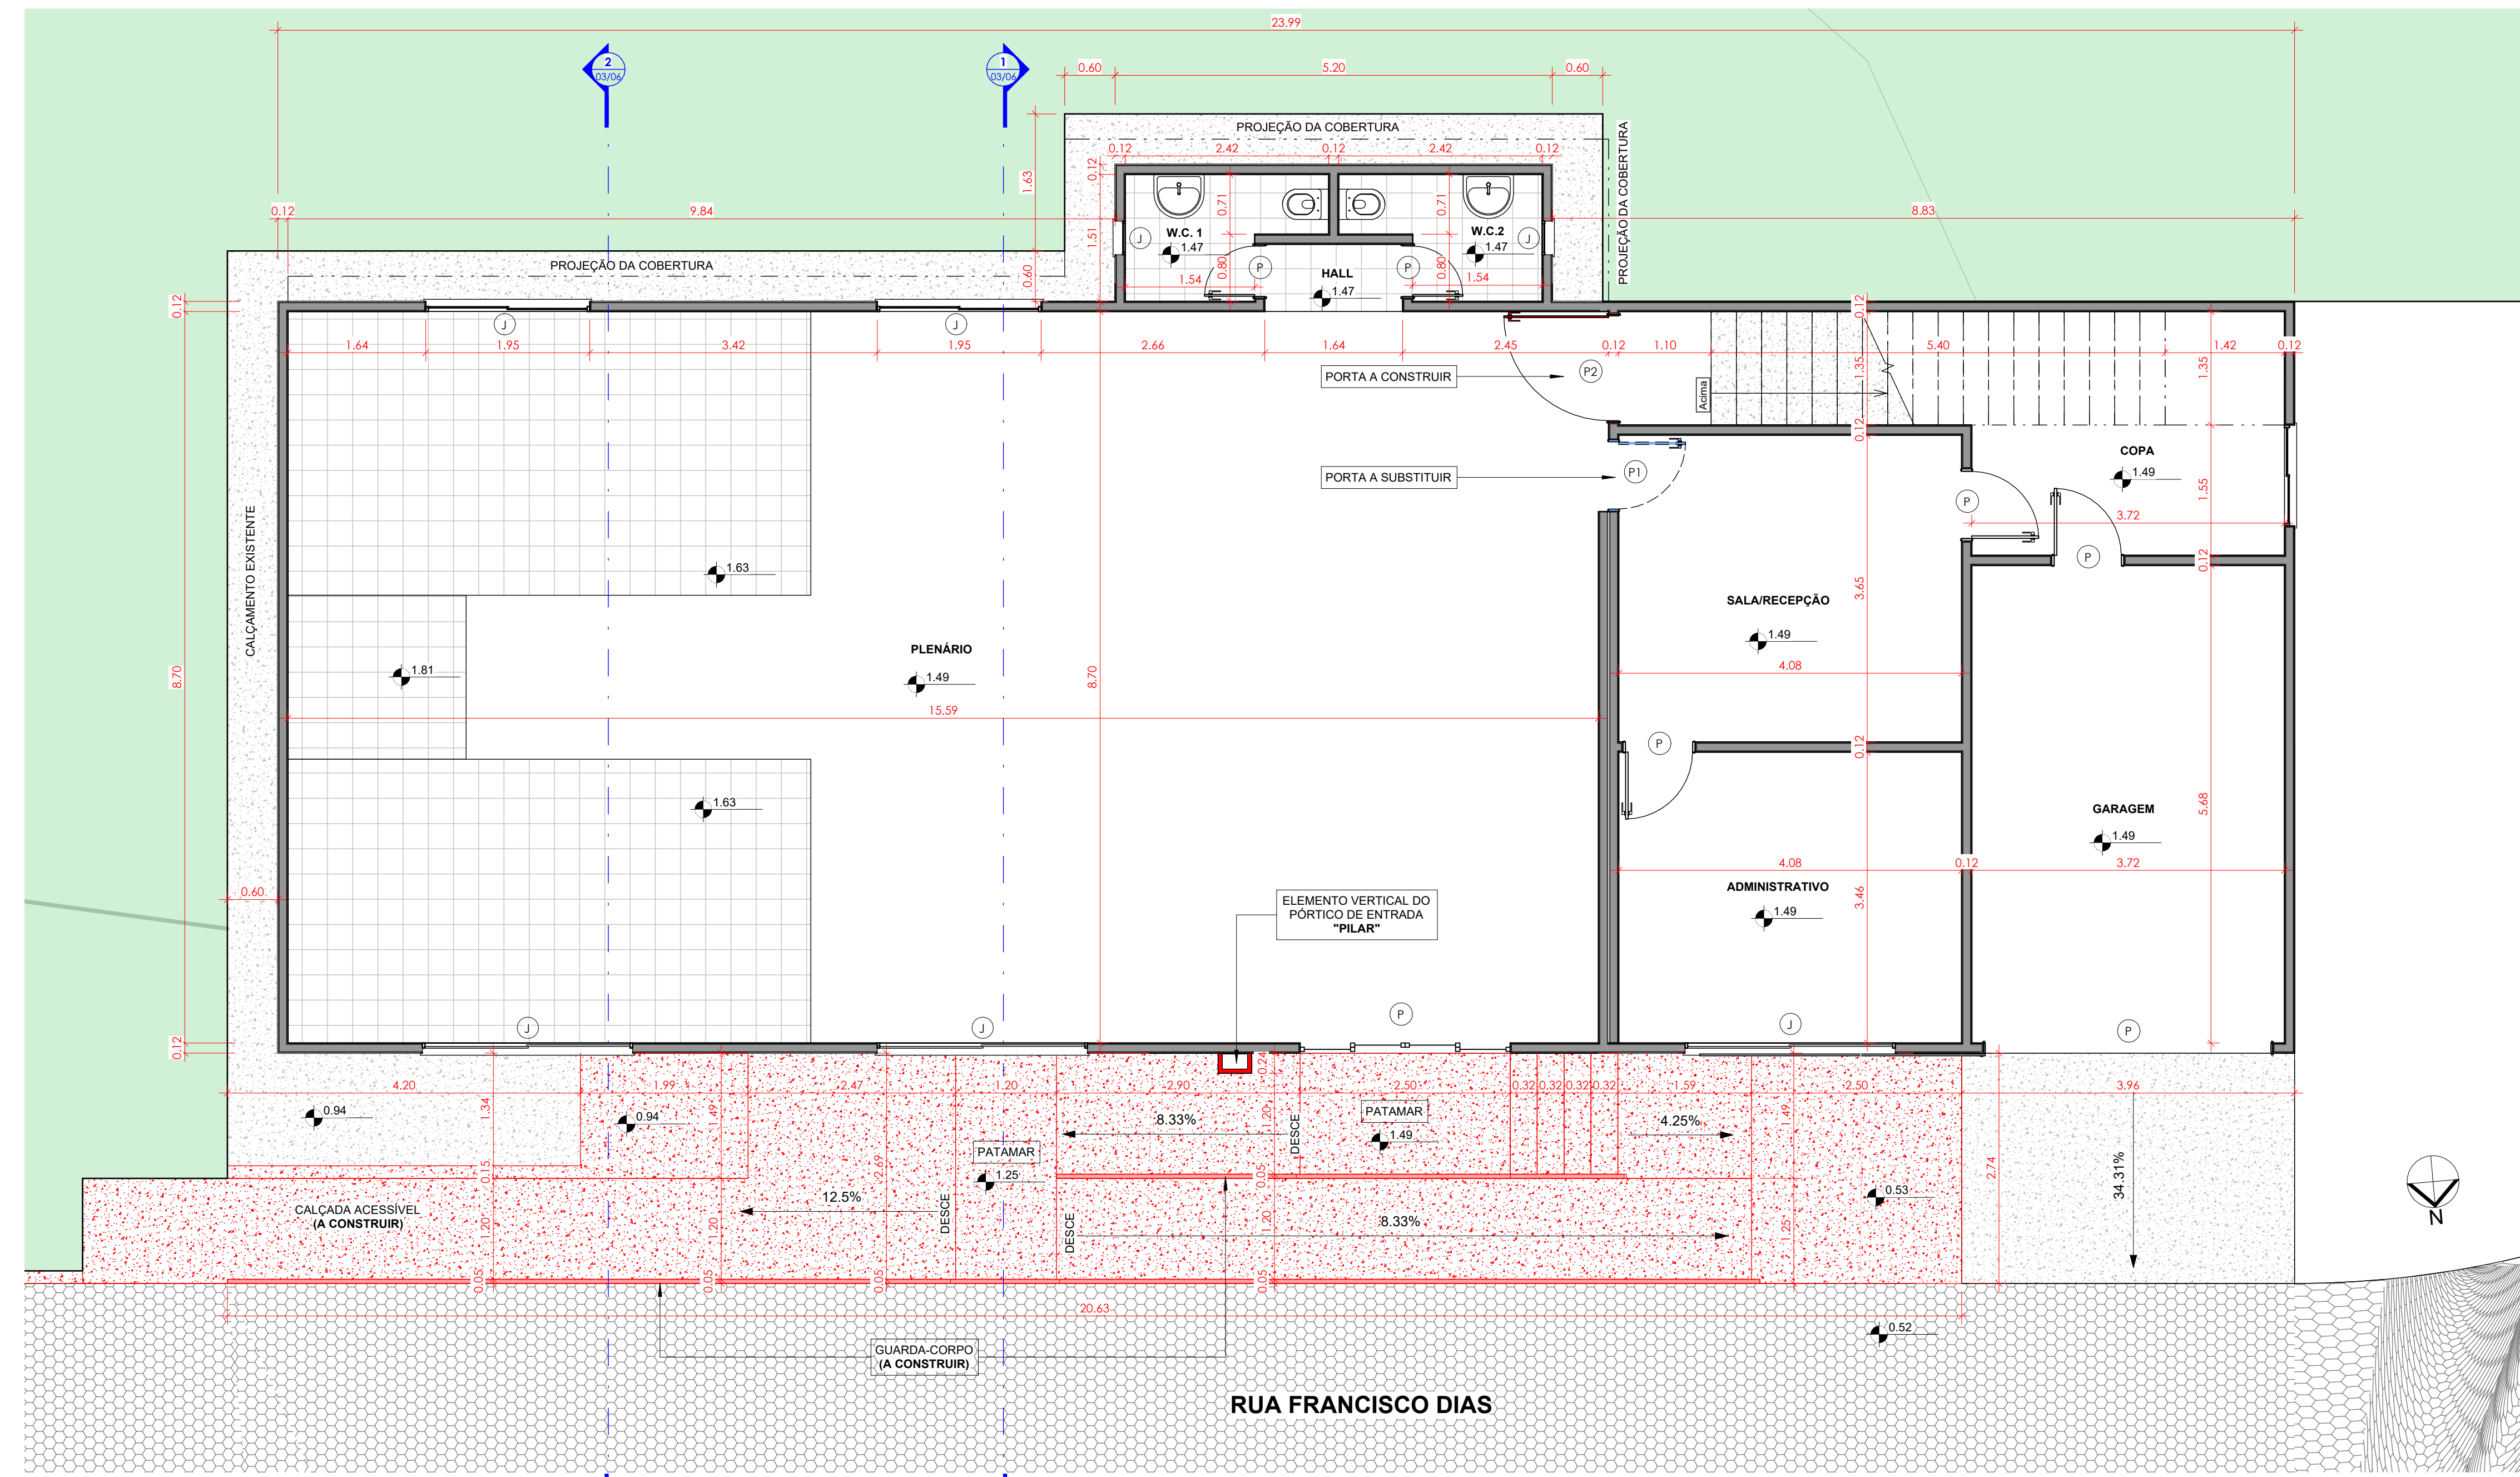 23.99
2
03/06
1
03/06
0.60
5.20
0.60
PROJEÇÃO DA COBERTURA
0.12
2.42
0.12
2.42
0.12
0.12
1.63
PROJEÇÃO DA COBERTURA
0.12
9.84
8.83
0.71
0.71
W.C. 1
1.47
W.C.2
1.47
J
J
1.51
PROJEÇÃO DA COBERTURA
0.60
0.80
P
HALL
1.47
P
0.80
1.54
1.54
0.12
0.12
J
J
1.64
1.95
3.42
1.95
2.66
1.64
2.45
0.12
1.10
5.40
1.42
0.12
1.35
1.35
PORTA A CONSTRUIR
P2
Acima
0.12
COPA
1.49
PORTA A SUBSTITUIR
P1
P
1.55
3.72
CALÇAMENTO EXISTENTE
1.63
P
0.12
SALA/RECEPÇÃO
1.49
3.65
PLENÁRIO
1.49
1.81
8.70
8.70
4.08
15.59
P
0.12
1.63
GARAGEM
1.49
5.68
4.08
0.12
3.72
0.60
ADMINISTRATIVO
1.49
3.46
ELEMENTO VERTICAL DO
PÓRTICO DE ENTRADA
"PILAR"
J
J
P
J
P
0.12
0.24
4.20
1.99
2.47
1.20
2.90
2.50
0.32
0.32
0.32
0.32
1.59
2.50
3.96
0.94
1.34
0.94
1.49
8.33%
1.20
DESCE
PATAMAR
1.49
4.25%
1.49
PATAMAR
1.25
0.15
2.69
0.05
2.74
34.31%
CALÇADA ACESSÍVEL
(A CONSTRUIR)
1.20
1.20
12.5%
DESCE
DESCE
1.20
8.33%
1.25
0.53
N
0.05
0.05
0.05
0.05
20.63
0.52
GUARDA-CORPO
(A CONSTRUIR)
RUA FRANCISCO DIAS